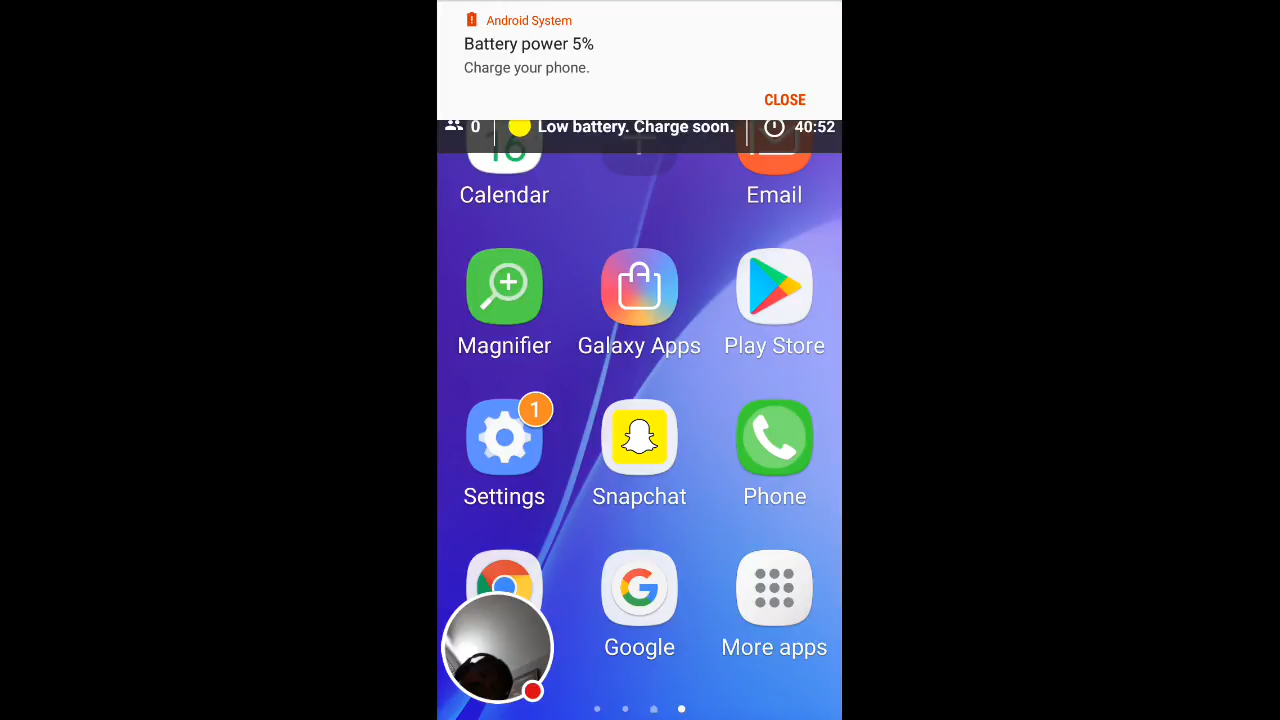 Android System
Battery power 5%
Charge your phone.
CLOSE
0 Low battery. Charge soon. 40:52
16
Calendar Email
Magnifier Galaxy Apps Play Store
1
Settings Snapchat Phone
Google More apps